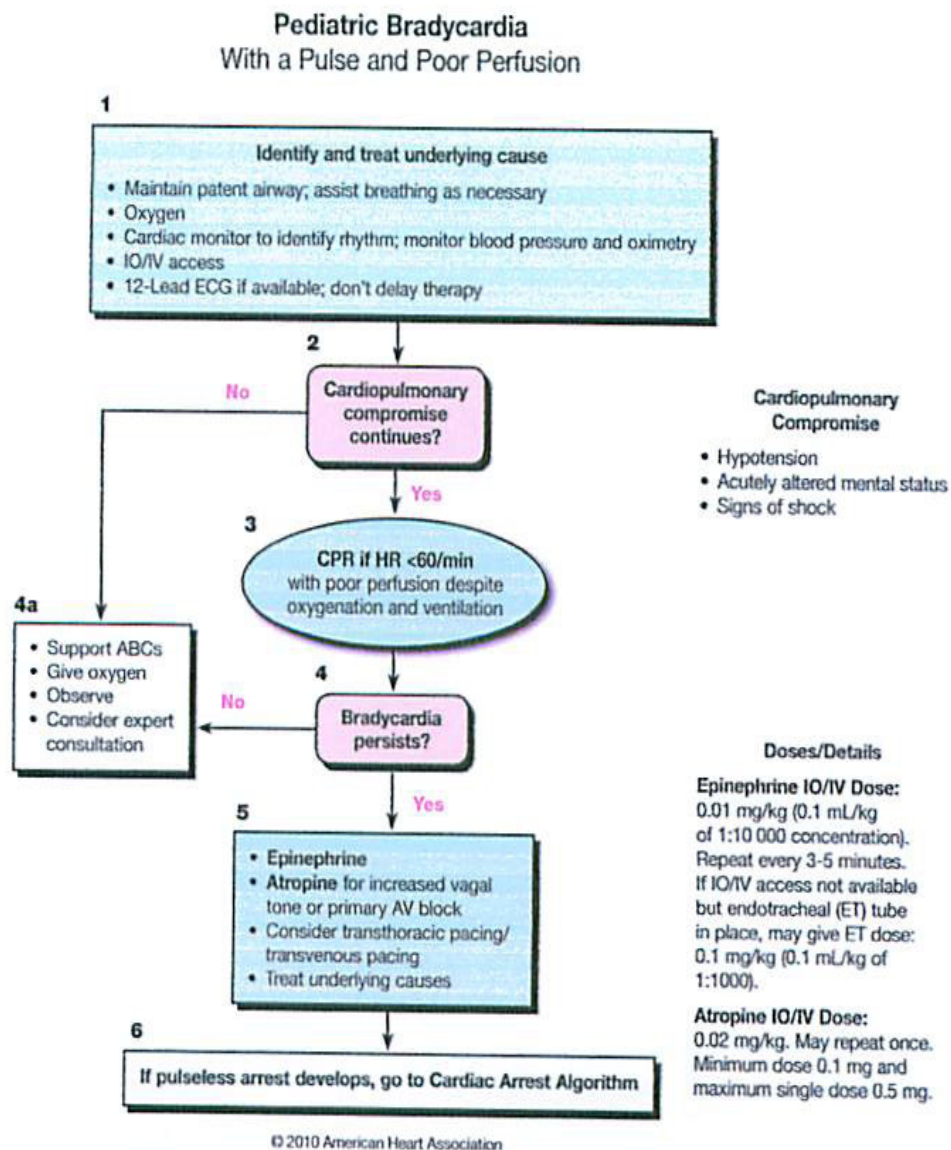 Pediatric Bradycardia
With a Pulse and Poor Perfusion
1
Identify and treat underlying cause
• Maintain patent airway; assist breathing as necessary
• Oxygen
• Cardiac monitor to identify rhythm; monitor blood pressure and oximetry
• IO/IV access
• 12-Lead ECG if available; don't delay therapy
2
Cardiopulmonary
compromise
continues?
No
Yes
Cardiopulmonary
Compromise
• Hypotension
• Acutely altered mental status
• Signs of shock
3
CPR if HR <60/min
with poor perfusion despite
oxygenation and ventilation
4a
• Support ABCs
• Give oxygen
• Observe
• Consider expert
consultation
4
No
Bradycardia
persists?
Yes
5
• Epinephrine
• Atropine for increased vagal
tone or primary AV block
• Consider transthoracic pacing/
transvenous pacing
• Treat underlying causes
Doses/Details
Epinephrine IO/IV Dose:
0.01 mg/kg (0.1 mL/kg
of 1:10 000 concentration).
Repeat every 3-5 minutes.
If IO/IV access not available
but endotracheal (ET) tube
in place, may give ET dose:
0.1 mg/kg (0.1 mL/kg of
1:1000).
Atropine IO/IV Dose:
0.02 mg/kg. May repeat once.
Minimum dose 0.1 mg and
maximum single dose 0.5 mg.
6
If pulseless arrest develops, go to Cardiac Arrest Algorithm
© 2010 American Heart Association